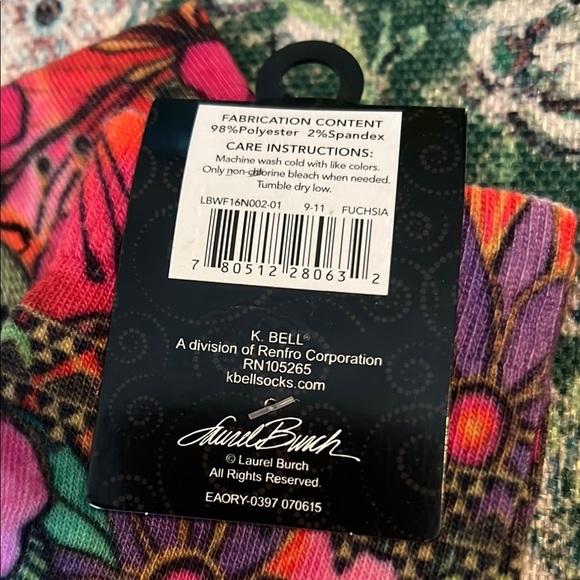 FABRICATION CONTENT
98%Polyester 2%Spandex
CARE INSTRUCTIONS:
Machine wash cold with like colors.
Only non-chlorine bleach when needed.
Tumble dry low.
LBWF16N002-01 9-11 FUCHSIA
7 80512 28063 2
K. BELL®
A division of Renfro Corporation
RN105265
kbellsocks.com
Laurel Burch
© Laurel Burch
All Rights Reserved.
EAORY-0397 070615